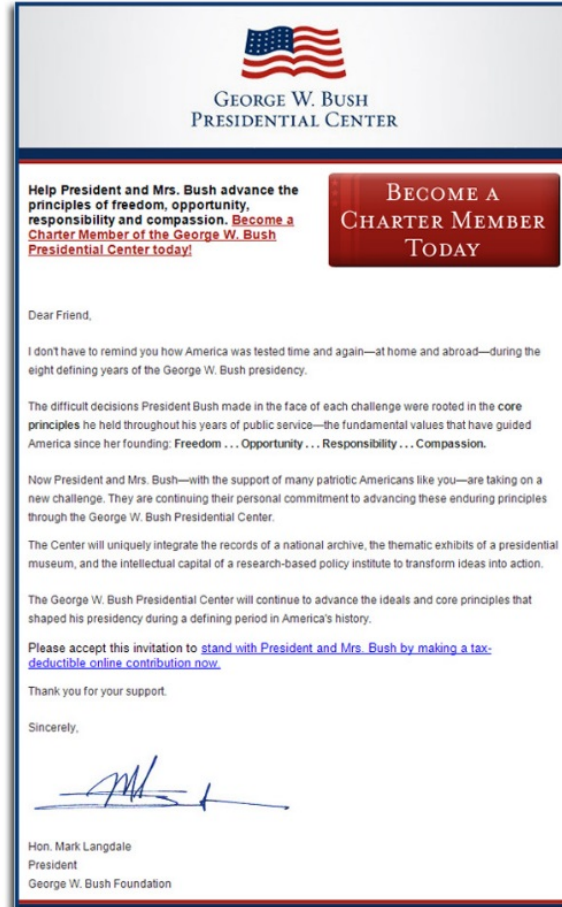 GEORGE W. BUSH
PRESIDENTIAL CENTER
Help President and Mrs. Bush advance the
principles of freedom, opportunity,
responsibility and compassion. Become a
Charter Member of the George W. Bush
Presidential Center today!
BECOME A
CHARTER MEMBER
TODAY
Dear Friend,
I don't have to remind you how America was tested time and again—at home and abroad—during the
eight defining years of the George W. Bush presidency.
The difficult decisions President Bush made in the face of each challenge were rooted in the core
principles he held throughout his years of public service—the fundamental values that have guided
America since her founding: Freedom . . . Opportunity . . . Responsibility . . . Compassion.
Now President and Mrs. Bush—with the support of many patriotic Americans like you—are taking on a
new challenge. They are continuing their personal commitment to advancing these enduring principles
through the George W. Bush Presidential Center.
The Center will uniquely integrate the records of a national archive, the thematic exhibits of a presidential
museum, and the intellectual capital of a research-based policy institute to transform ideas into action.
The George W. Bush Presidential Center will continue to advance the ideals and core principles that
shaped his presidency during a defining period in America's history.
Please accept this invitation to stand with President and Mrs. Bush by making a tax-
deductible online contribution now.
Thank you for your support.
Sincerely,
Hon. Mark Langdale
President
George W. Bush Foundation